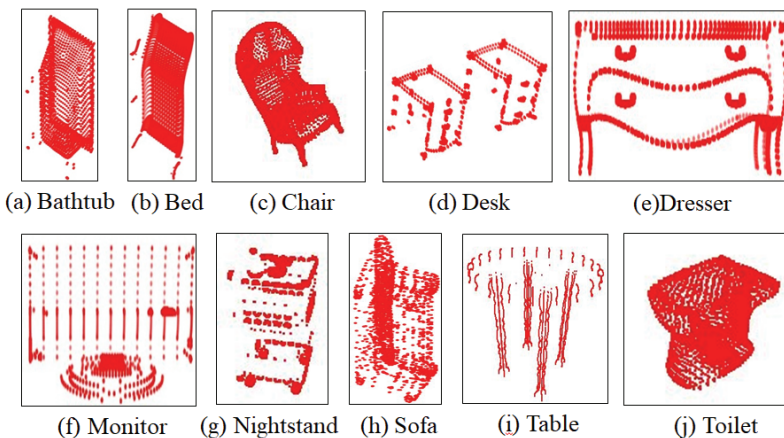 (a) Bathtub
(b) Bed
(c) Chair
(d) Desk
(e)Dresser
(f) Monitor
(g) Nightstand
(h) Sofa
(i) Table
(j) Toilet